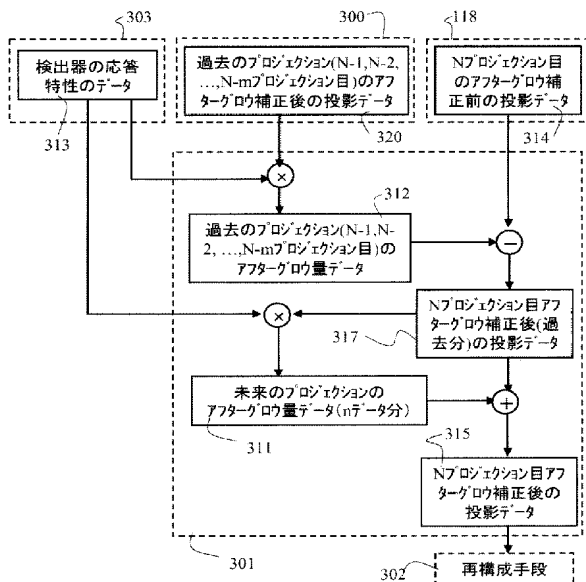 303
300
118
検出器の応答
特性のデータ
313
過去のプロジェクション(N-1,N-2,
…,N-mプロジェクション目)のアフ
ターグロウ補正後の投影データ
320
Nプロジェクション目
のアフターグロウ補
正前の投影データ
314
×
312
過去のプロジェクション(N-1,N-
2, …,N-mプロジェクション目)の
アフターグロウ量データ
−
×
Nプロジェクション目アフ
ターグロウ補正後(過
去分)の投影データ
317
未来のプロジェクションの
アフターグロウ量データ(nデータ分)
311
+
315
Nプロジェクション目アフ
ターグロウ補正後の
投影データ
301
302
再構成手段